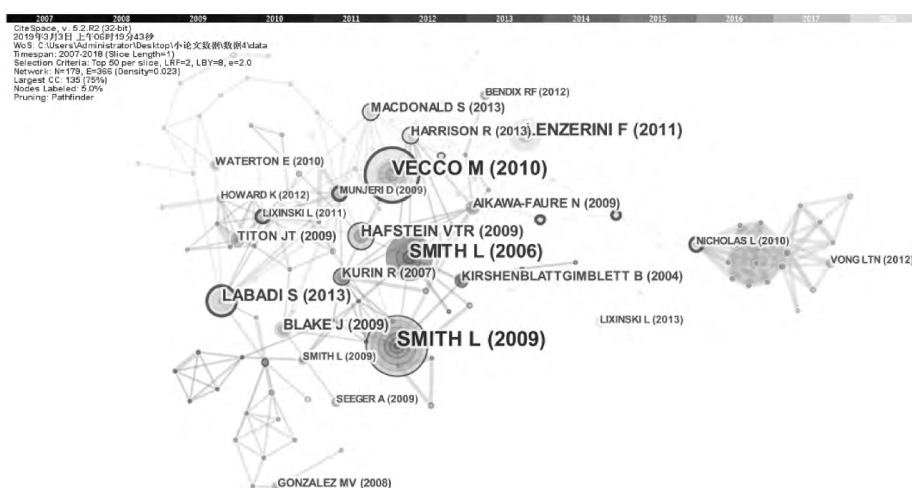 2007 2008 2009 2010 2011 2012 2013 2014 2015 2016 2017
CiteSpace, v. 5.2.R2 (32-bit)
2019年3月3日 上午06时19分43秒
WoS: C:\Users\Administrator\Desktop\小论文数据\数据4\data
Timespan: 2007-2018 (Slice Length=1)
Selection Criteria: Top 50 per slice, LRF=2, LBY=8, e=2.0
Network: N=179, E=366 (Density=0.023)
Largest CC: 135 (75%)
Nodes Labeled: 5.0%
Pruning: Pathfinder
BENDIX RF (2012)
MACDONALD S (2013)
HARRISON R (2013)
LENZERINI F (2011)
WATERTON E (2010)
VECCO M (2010)
HOWARD K (2012)
MUNJERI D (2009)
AIKAWA-FAURE N (2009)
LIXINSKI L (2011)
TITON JT (2009)
HAFSTEIN VTR (2009)
NICHOLAS L (2010)
SMITH L (2006)
VONG LTN (2012)
KURIN R (2007)
KIRSHENBLATTGIMBLETT B (2004)
LABADI S (2013)
BLAKE J (2009)
LIXINSKI L (2013)
SMITH L (2009)
SMITH L (2009)
SEEGER A (2009)
GONZALEZ MV (2008)